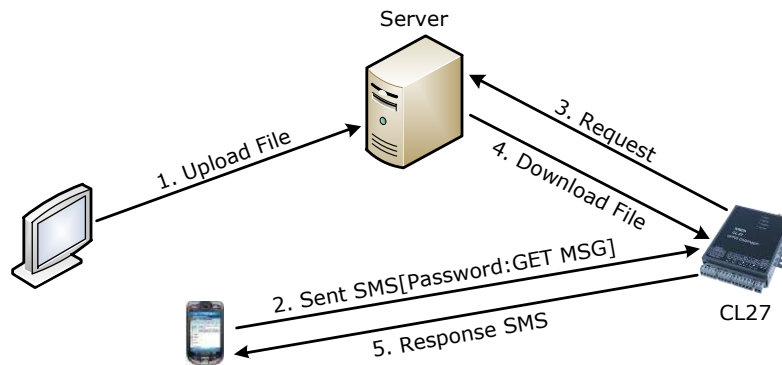 Server
1. Upload File
3. Request
4. Download File
2. Sent SMS[Password:GET MSG]
5. Response SMS
CL27